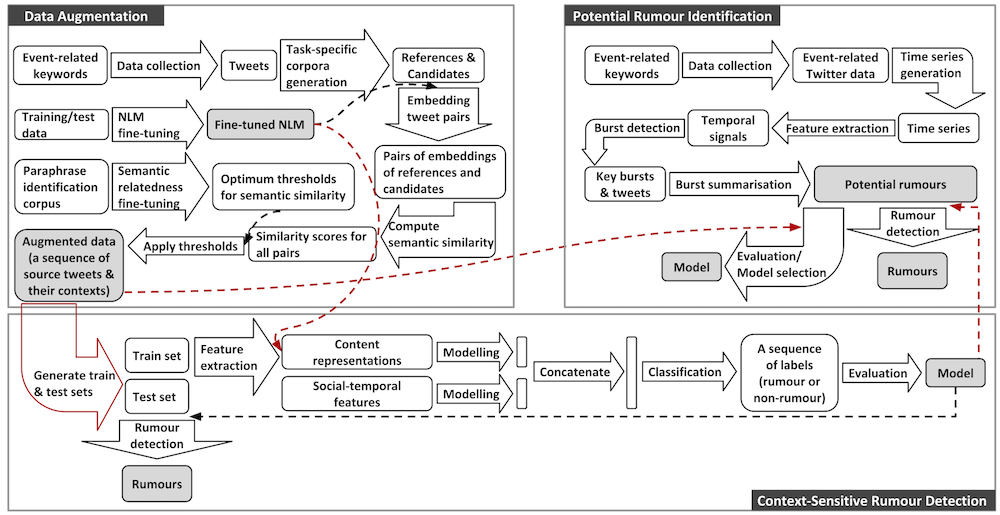 Data Augmentation
Event-related
keywords
Data collection
Tweets
Task-specific
corpora
generation
References &
Candidates
Embedding
tweet pairs
Training/test
data
NLM
fine-tuning
Fine-tuned NLM
Paraphrase
identification
corpus
Semantic
relatedness
fine-tuning
Optimum thresholds
for semantic similarity
Pairs of embeddings
of references and
candidates
Compute
semantic similarity
Similarity scores for
all pairs
Apply thresholds
Augmented data
(a sequence of
source tweets &
their contexts)
Potential Rumour Identification
Event-related
keywords
Data collection
Event-related
Twitter data
Time series
generation
Time series
Feature extraction
Temporal
signals
Burst detection
Key bursts
& tweets
Burst summarisation
Potential rumours
Rumour
detection
Rumours
Evaluation/
Model selection
Model
Generate train
& test sets
Train set
Test set
Feature
extraction
Content
representations
Social-temporal
features
Modelling
Modelling
Concatenate
Classification
A sequence
of labels
(rumour or
non-rumour)
Evaluation
Model
Rumour
detection
Rumours
Context-Sensitive Rumour Detection